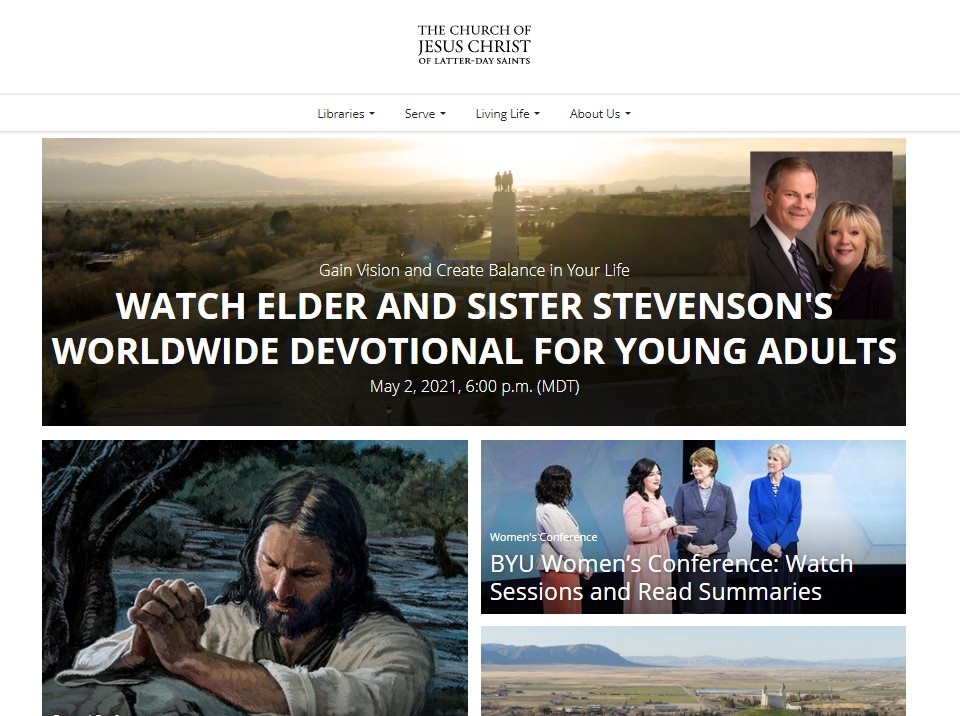 THE CHURCH OF
JESUS CHRIST
OF LATTER-DAY SAINTS
Libraries
Serve
Living Life
About Us
Gain Vision and Create Balance in Your Life
WATCH ELDER AND SISTER STEVENSON'S
WORLDWIDE DEVOTIONAL FOR YOUNG ADULTS
May 2, 2021, 6:00 p.m. (MDT)
Women's Conference
BYU Women’s Conference: Watch
Sessions and Read Summaries